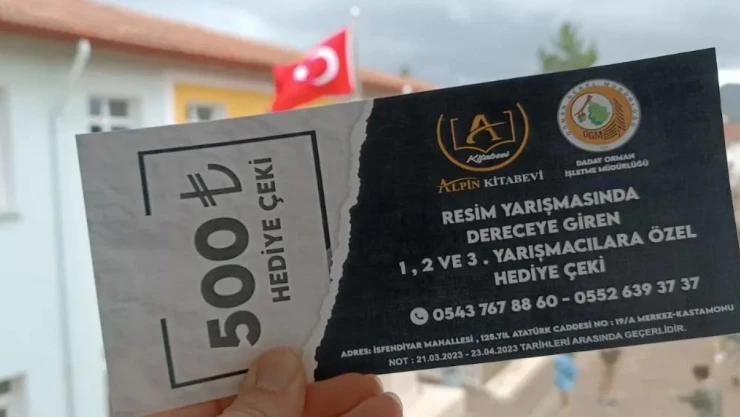 500 ₺
HEDİYE ÇEKİ
A
Kitabevi
ALPİN KİTABEVİ
OGM
DADAY ORMAN
İŞLETME MÜDÜRLÜĞÜ
RESİM YARIŞMASINDA
DERECEYE GİREN
1, 2 VE 3. YARIŞMACILARA ÖZEL
HEDİYE ÇEKİ
0543 767 88 60 - 0552 639 37 37
ADRES: İSFENDİYAR MAHALLESİ, 125.YIL ATATÜRK CADDESİ NO: 19/A MERKEZ-KASTAMONU
NOT : 21.03.2023 - 23.04.2023 TARİHLERİ ARASINDA GEÇERLİDİR.